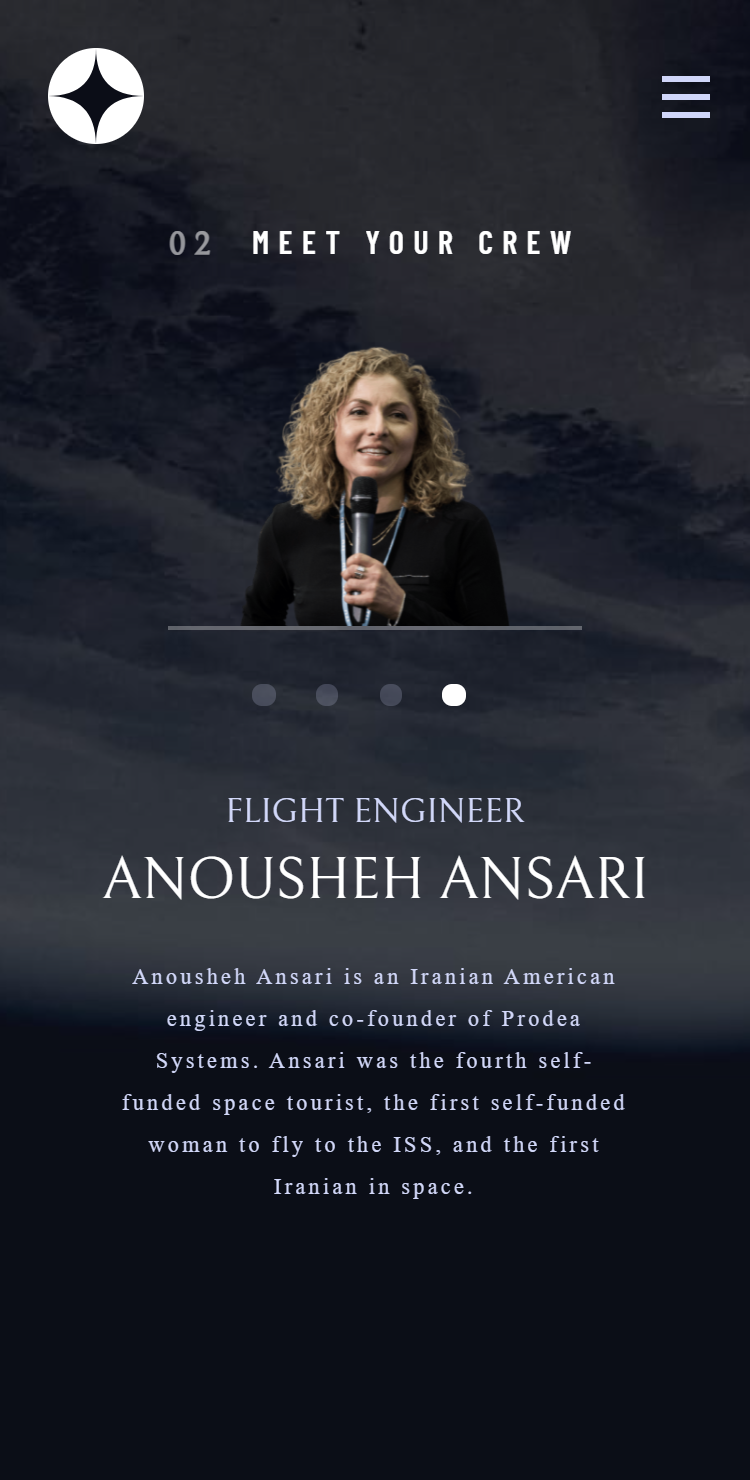 02 MEET YOUR CREW
FLIGHT ENGINEER
ANOUSHEH ANSARI
Anousheh Ansari is an Iranian American
engineer and co-founder of Prodea
Systems. Ansari was the fourth self-
funded space tourist, the first self-funded
woman to fly to the ISS, and the first
Iranian in space.